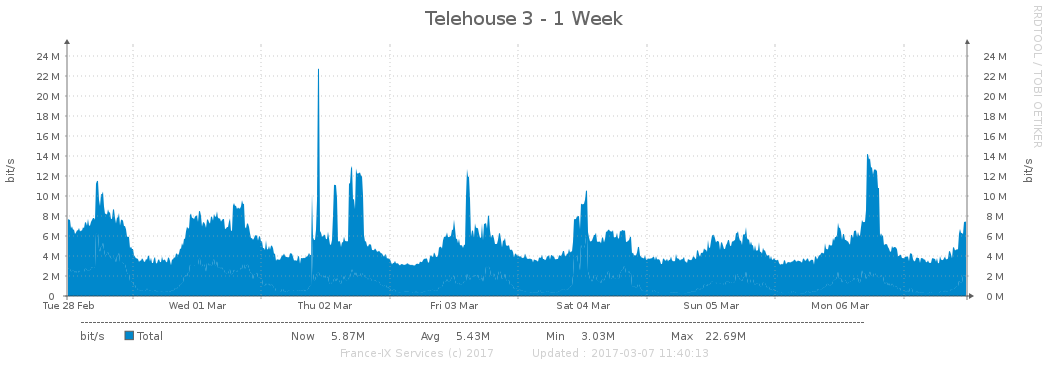 Telehouse 3 - 1 Week
RRDTOOL / TOBI OETIKER
24 M 24 M
22 M 22 M
20 M 20 M
18 M 18 M
16 M 16 M
14 M 14 M
12 M 12 M
10 M 10 M
8 M 8 M
6 M 6 M
4 M 4 M
2 M 2 M
0 0 M
bit/s
bit/s
Tue 28 Feb Wed 01 Mar Thu 02 Mar Fri 03 Mar Sat 04 Mar Sun 05 Mar Mon 06 Mar
bit/s Total Now 5.87M Avg 5.43M Min 3.03M Max 22.69M
France-IX Services (c) 2017 Updated : 2017-03-07 11:40:13